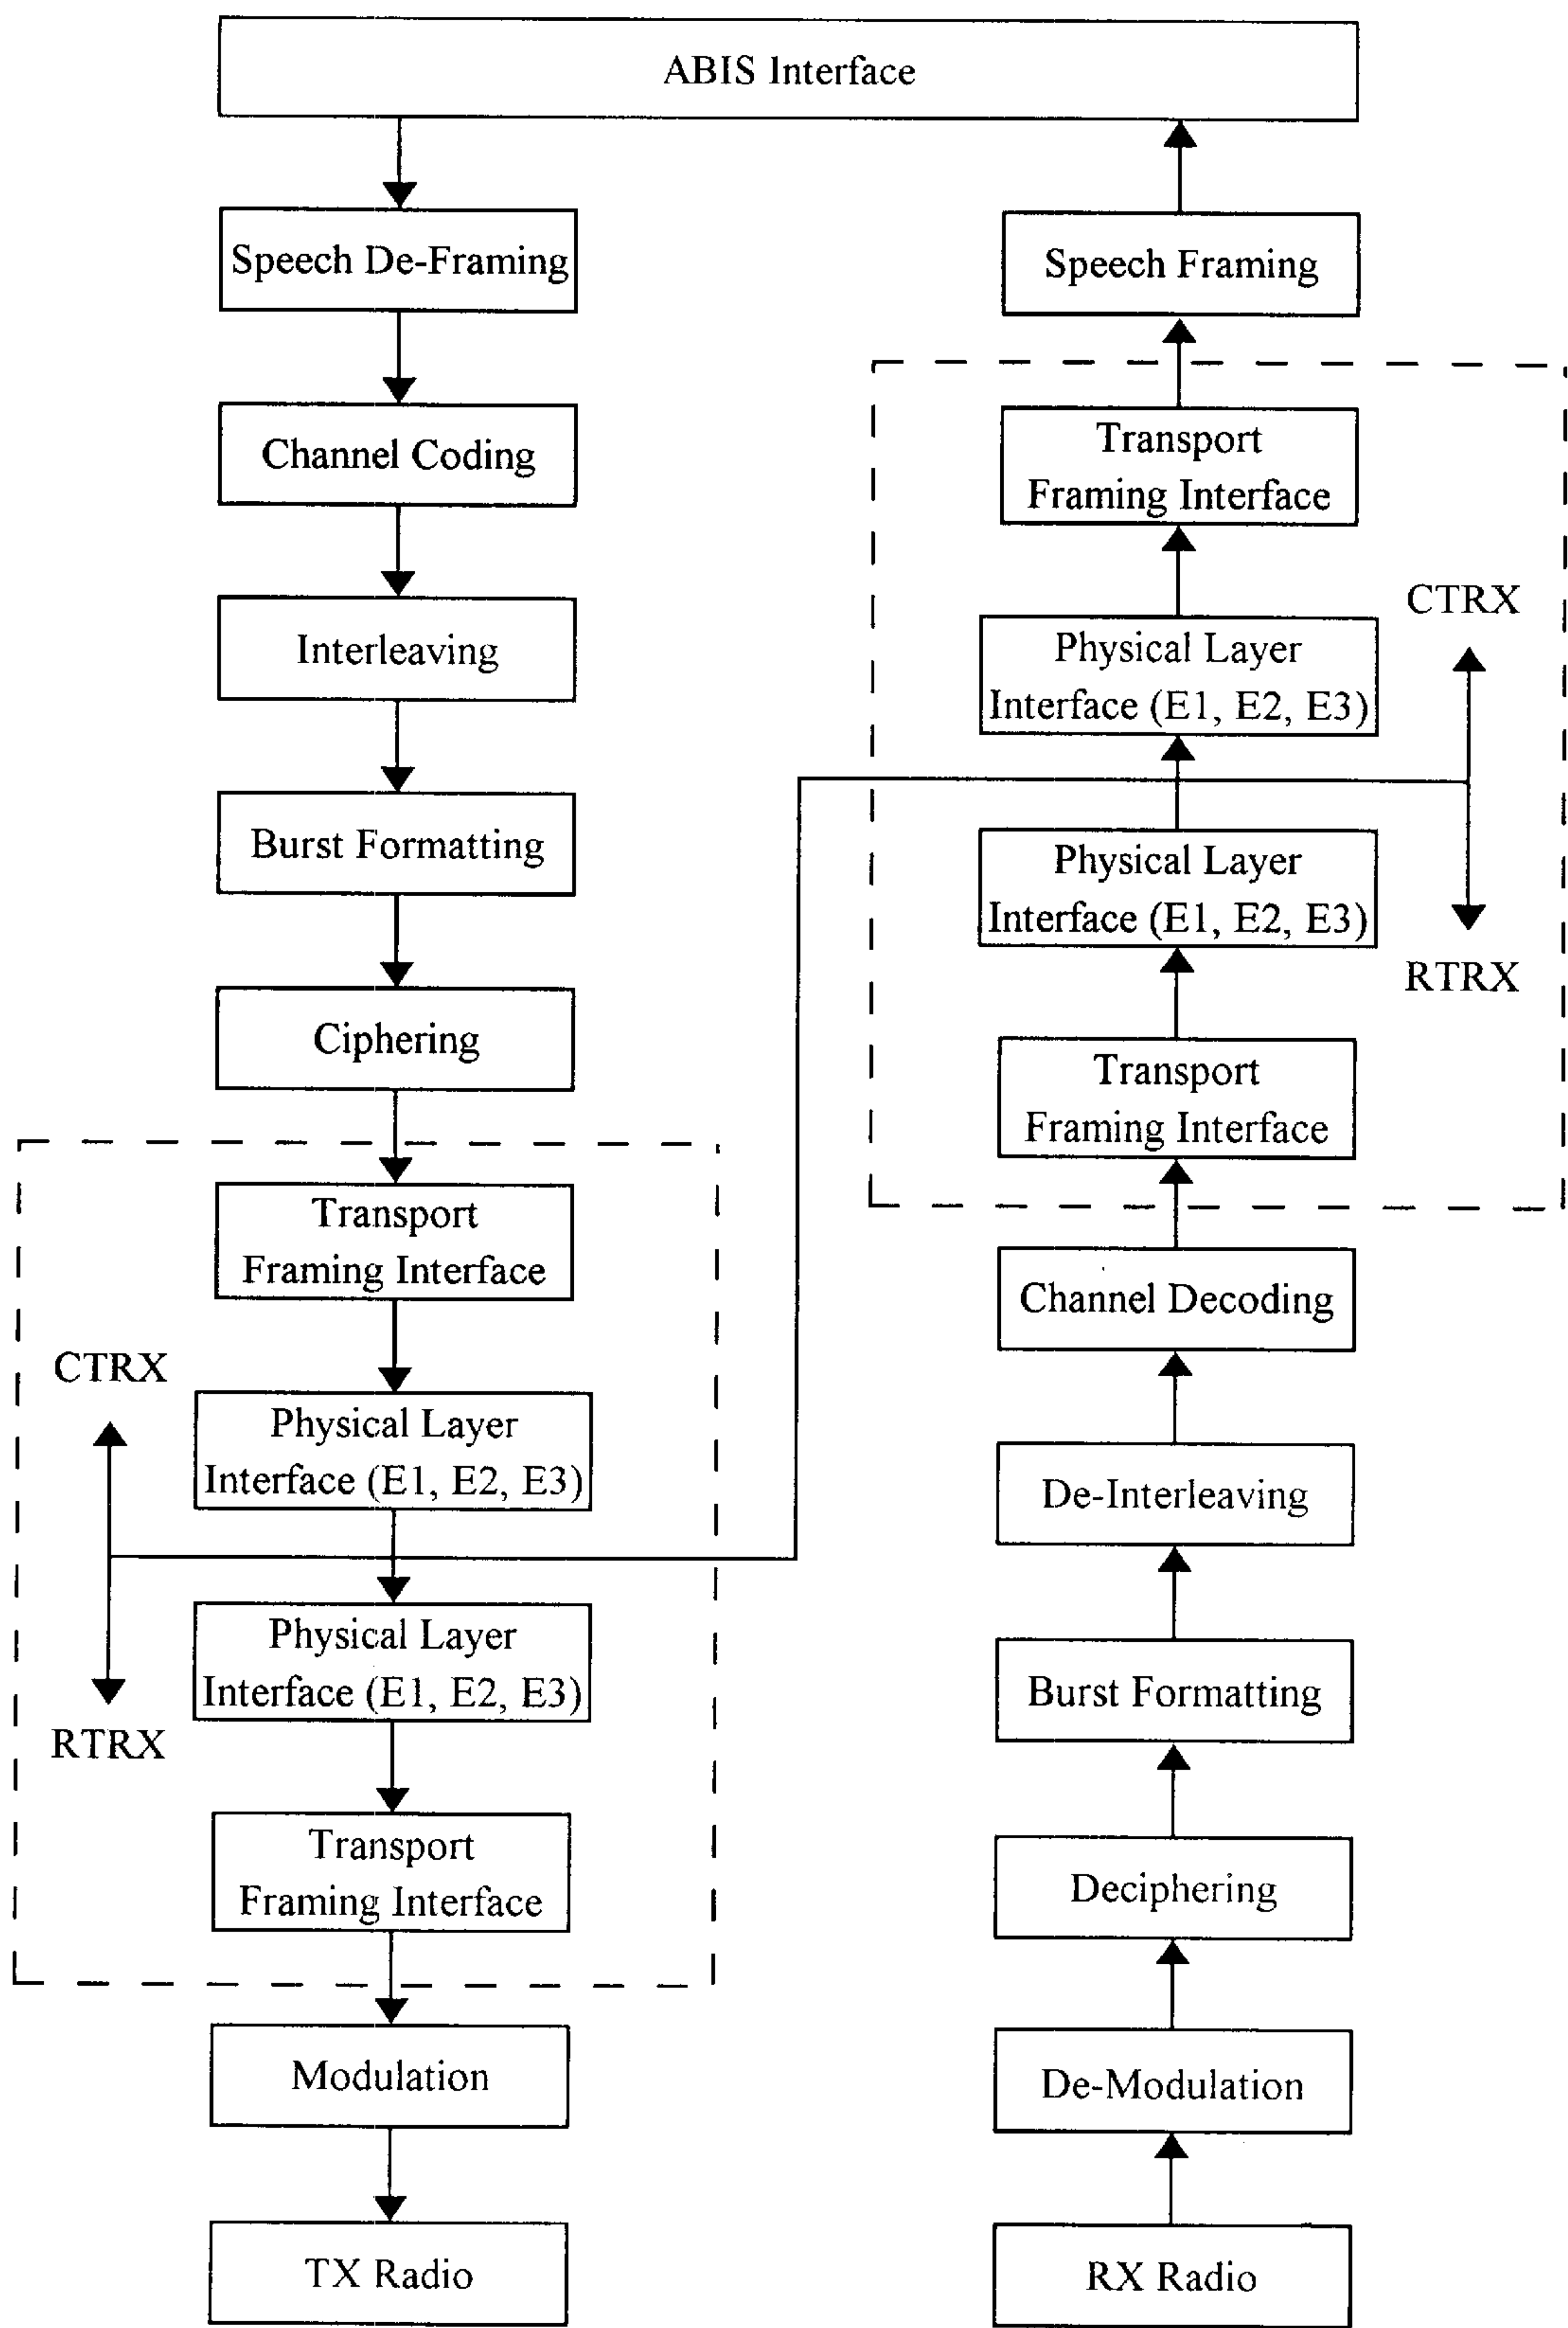 ABIS Interface
Speech De-Framing
Channel Coding
Interleaving
Burst Formatting
Ciphering
Transport
Framing Interface
CTRX
Physical Layer
Interface (E1, E2, E3)
Physical Layer
Interface (E1, E2, E3)
RTRX
Transport
Framing Interface
Modulation
TX Radio
Speech Framing
Transport
Framing Interface
CTRX
Physical Layer
Interface (E1, E2, E3)
Physical Layer
Interface (E1, E2, E3)
RTRX
Transport
Framing Interface
Channel Decoding
De-Interleaving
Burst Formatting
Deciphering
De-Modulation
RX Radio